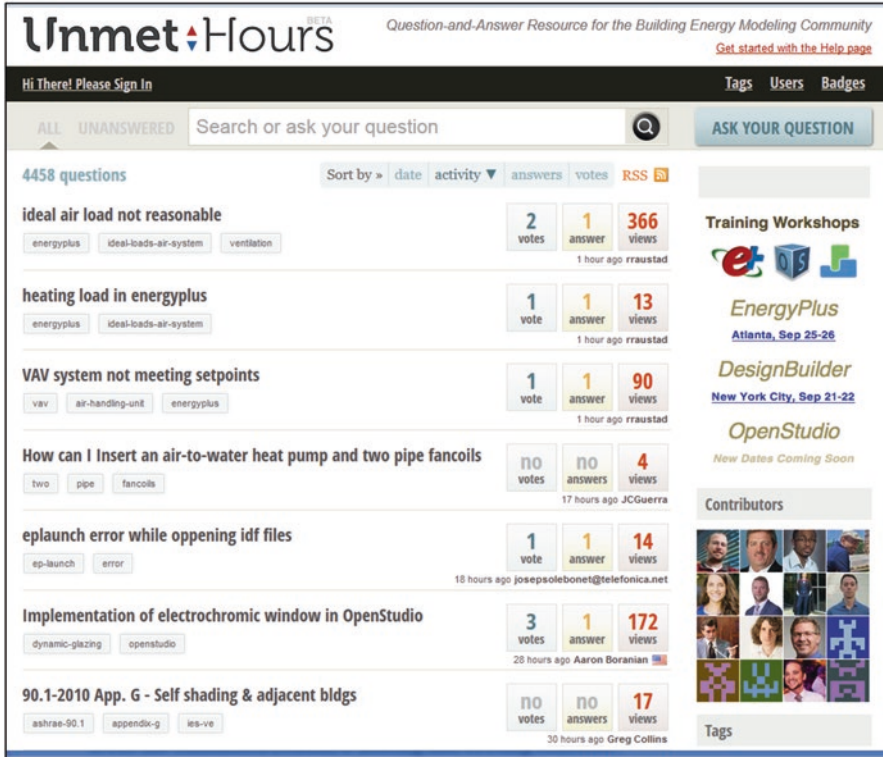 Unmet Hours BETA
Question-and-Answer Resource for the Building Energy Modeling Community
Get started with the Help page
Hi There! Please Sign In
Tags Users Badges
ALL UNANSWERED Search or ask your question
ASK YOUR QUESTION
4458 questions
Sort by » date activity ▼ answers votes RSS
ideal air load not reasonable
energyplus ideal-loads-air-system ventilation
2 votes 1 answer 366 views
1 hour ago rraustad
heating load in energyplus
energyplus ideal-loads-air-system
1 vote 1 answer 13 views
1 hour ago rraustad
VAV system not meeting setpoints
vav air-handling-unit energyplus
1 vote 1 answer 90 views
1 hour ago rraustad
How can I Insert an air-to-water heat pump and two pipe fancoils
two pipe fancoils
no votes no answers 4 views
17 hours ago JCGuerra
eplaunch error while oppening idf files
ep-launch error
1 vote 1 answer 14 views
18 hours ago josepsolebonet@telefonica.net
Implementation of electrochromic window in OpenStudio
dynamic-glazing openstudio
3 votes 1 answer 172 views
28 hours ago Aaron Boranian
90.1-2010 App. G - Self shading & adjacent bldgs
ashrae-90.1 appendix-g ies-ve
no votes no answers 17 views
30 hours ago Greg Collins
Training Workshops
e+ OS
EnergyPlus
Atlanta, Sep 25-26
DesignBuilder
New York City, Sep 21-22
OpenStudio
New Dates Coming Soon
Contributors
Tags